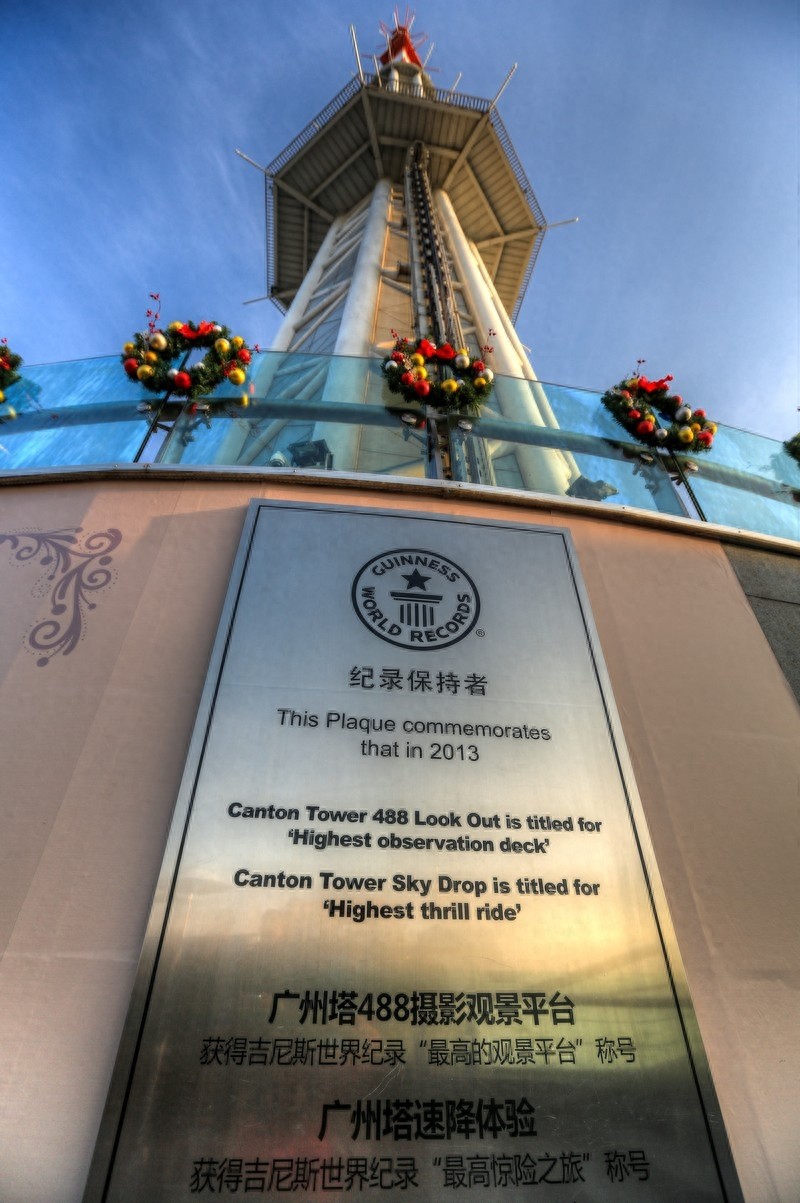 GUINNESS
WORLD RECORDS
®
纪录保持者
This Plaque commemorates
that in 2013
Canton Tower 488 Look Out is titled for
‘Highest observation deck’
Canton Tower Sky Drop is titled for
‘Highest thrill ride’
广州塔488摄影观景平台
获得吉尼斯世界纪录“最高的观景平台”称号
广州塔速降体验
获得吉尼斯世界纪录“最高惊险之旅”称号